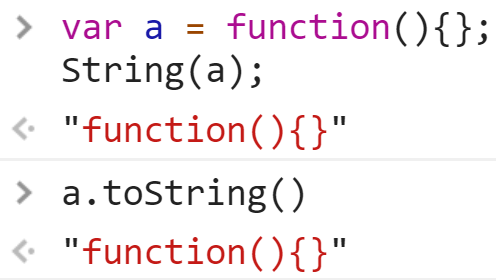 > var a = function(){};
String(a);
<· "function(){}"
> a.toString()
<· "function(){}"